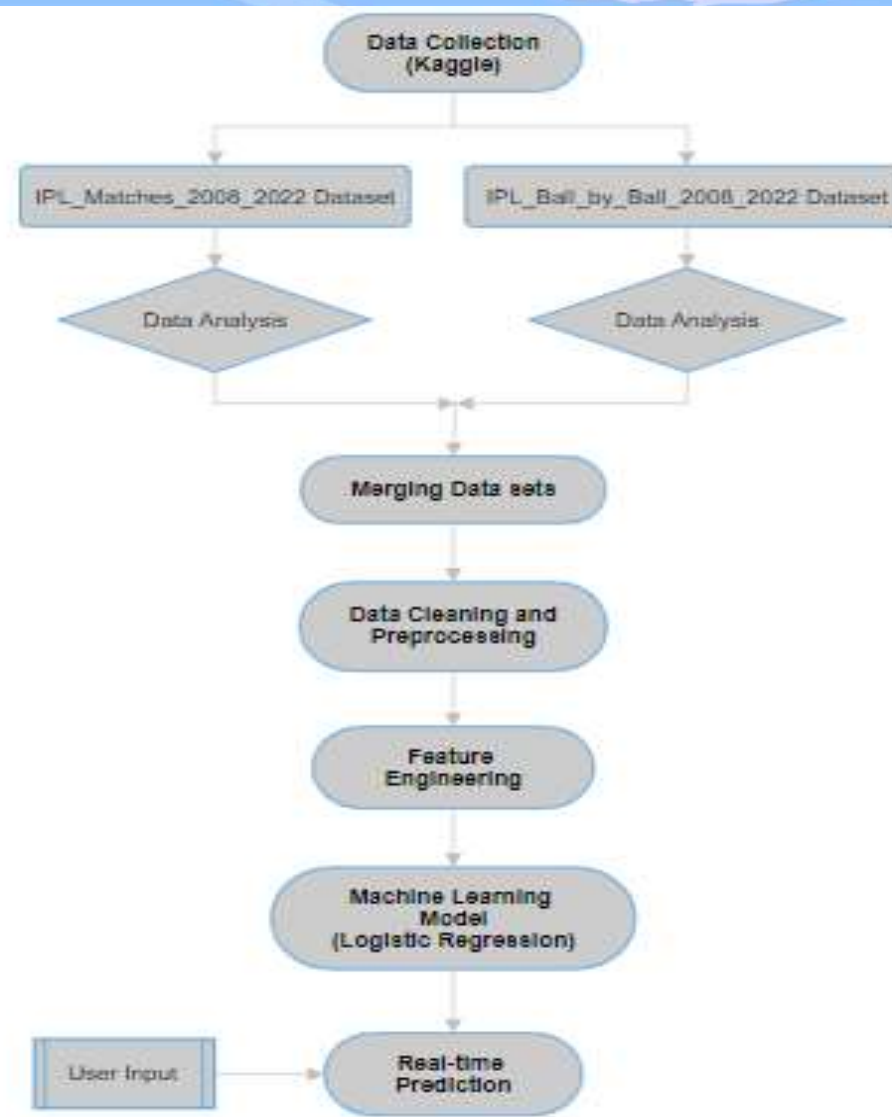 Data Collection
(Kaggle)
IPL_Matches_2008_2022 Dataset
IPL_Ball_by_Ball_2008_2022 Dataset
Data Analysis
Data Analysis
Merging Data sets
Data Cleaning and
Preprocessing
Feature
Engineering
Machine Learning
Model
(Logistic Regression)
User Input
Real-time
Prediction